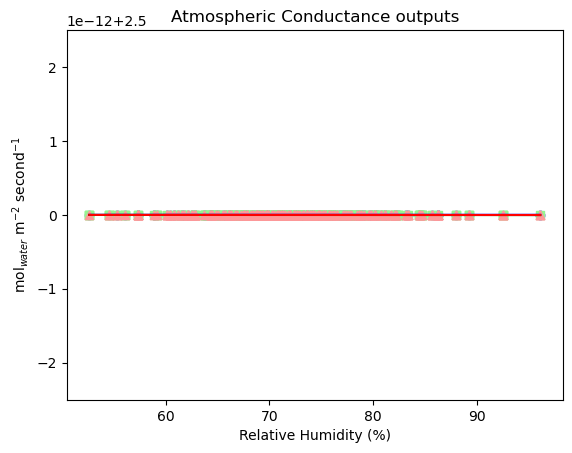 Atmospheric Conductance outputs
1e−12+2.5
2
1
0
−1
−2
mol$_{water}$ m$^{−2}$ second$^{−1}$
60 70 80 90
Relative Humidity (%)